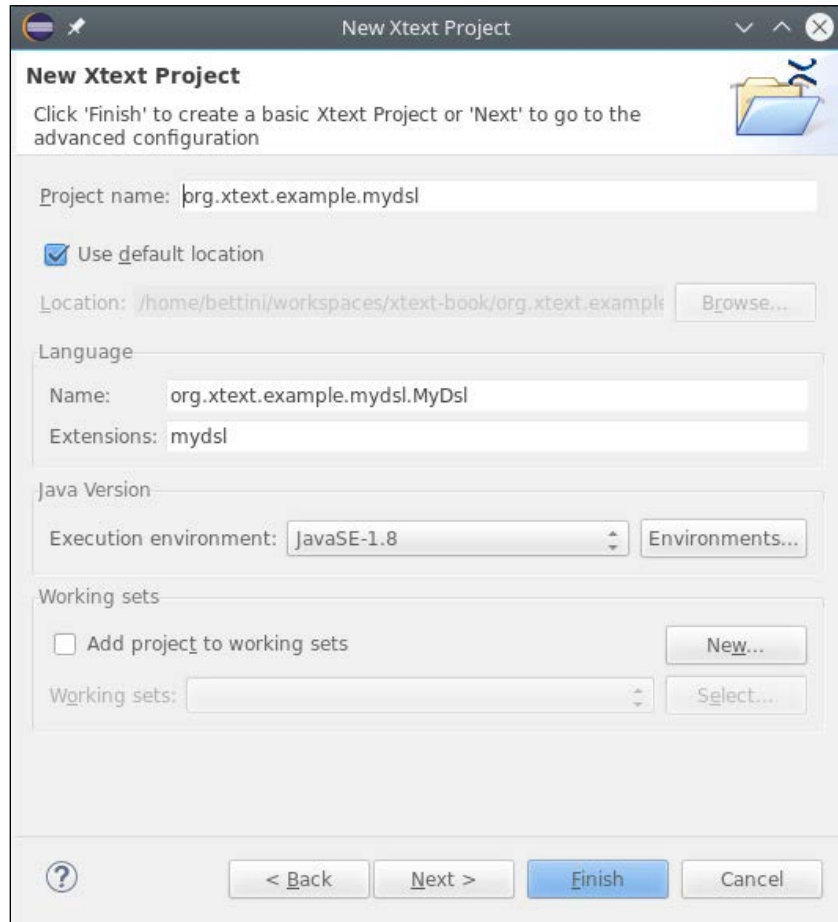 New Xtext Project
New Xtext Project
Click 'Finish' to create a basic Xtext Project or 'Next' to go to the
advanced configuration
Project name: org.xtext.example.mydsl
Use default location
Location: /home/bettini/workspaces/xtext-book/org.xtext.example
Browse...
Language
Name: org.xtext.example.mydsl.MyDsl
Extensions: mydsl
Java Version
Execution environment: JavaSE-1.8 Environments...
Working sets
Add project to working sets New...
Working sets: Select...
? < Back Next > Finish Cancel